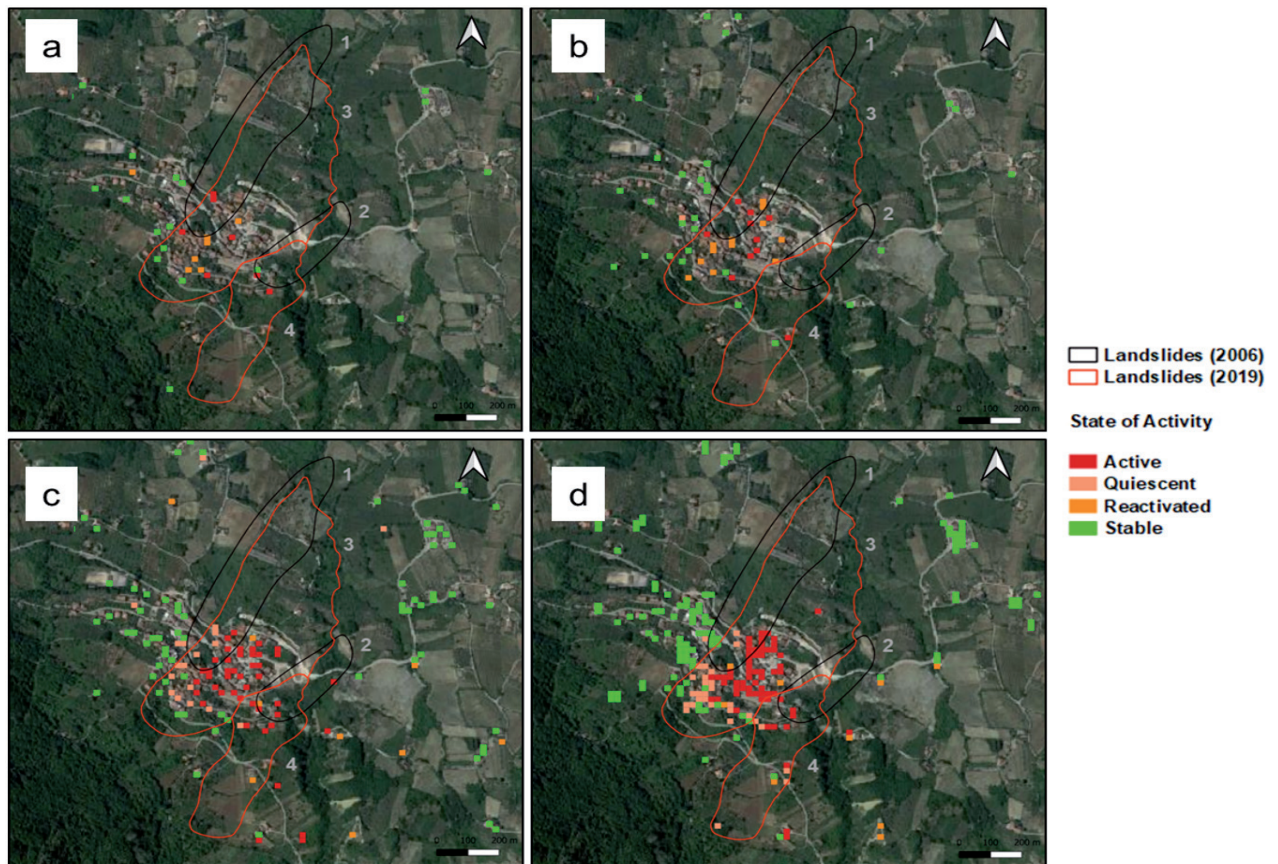 a
1
3
2
4
0 100 200 m
b
1
3
2
4
0 100 200 m
Landslides (2006)
Landslides (2019)
State of Activity
Active
Quiescent
Reactivated
Stable
c
1
3
2
4
0 100 200 m
d
1
3
2
4
0 100 200 m